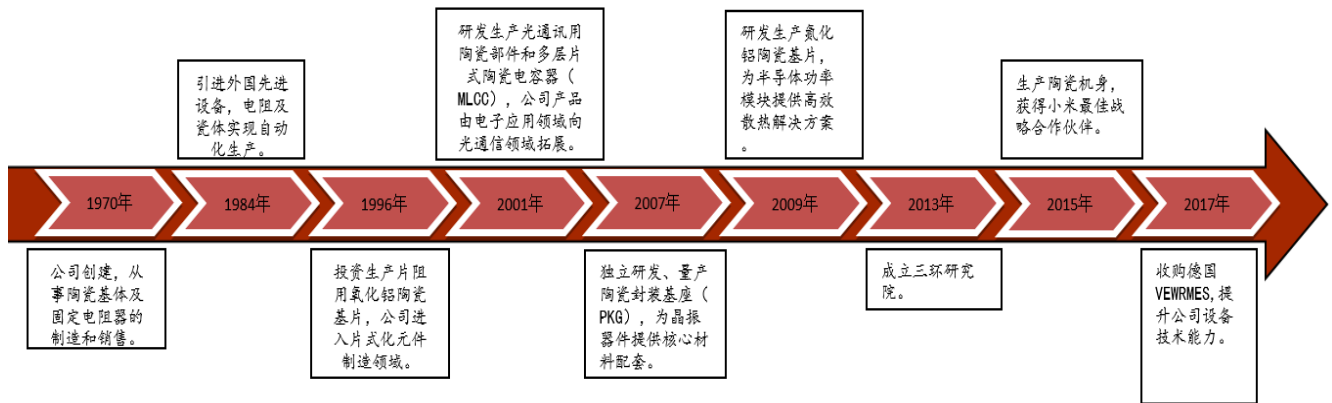 研发生产光通讯用
陶瓷部件和多层片
式陶瓷电容器（
MLCC），公司产品
由电子应用领域向
光通信领域拓展。
研发生产氮化
铝陶瓷基片，
为半导体功率
模块提供高效
散热解决方案
。
引进外国先进
设备，电阻及
瓷体实现自动
化生产。
生产陶瓷机身，
获得小米最佳战
略合作伙伴。
1970年
1984年
1996年
2001年
2007年
2009年
2013年
2015年
2017年
公司创建，从
事陶瓷基体及
固定电阻器的
制造和销售。
投资生产片阻
用氧化铝陶瓷
基片，公司进
入片式化元件
制造领域。
独立研发、量产
陶瓷封装基座（
PKG），为晶振
器件提供核心材
料配套。
成立三环研究
院。
收购德国
VEWRMES,提
升公司设备
技术能力。